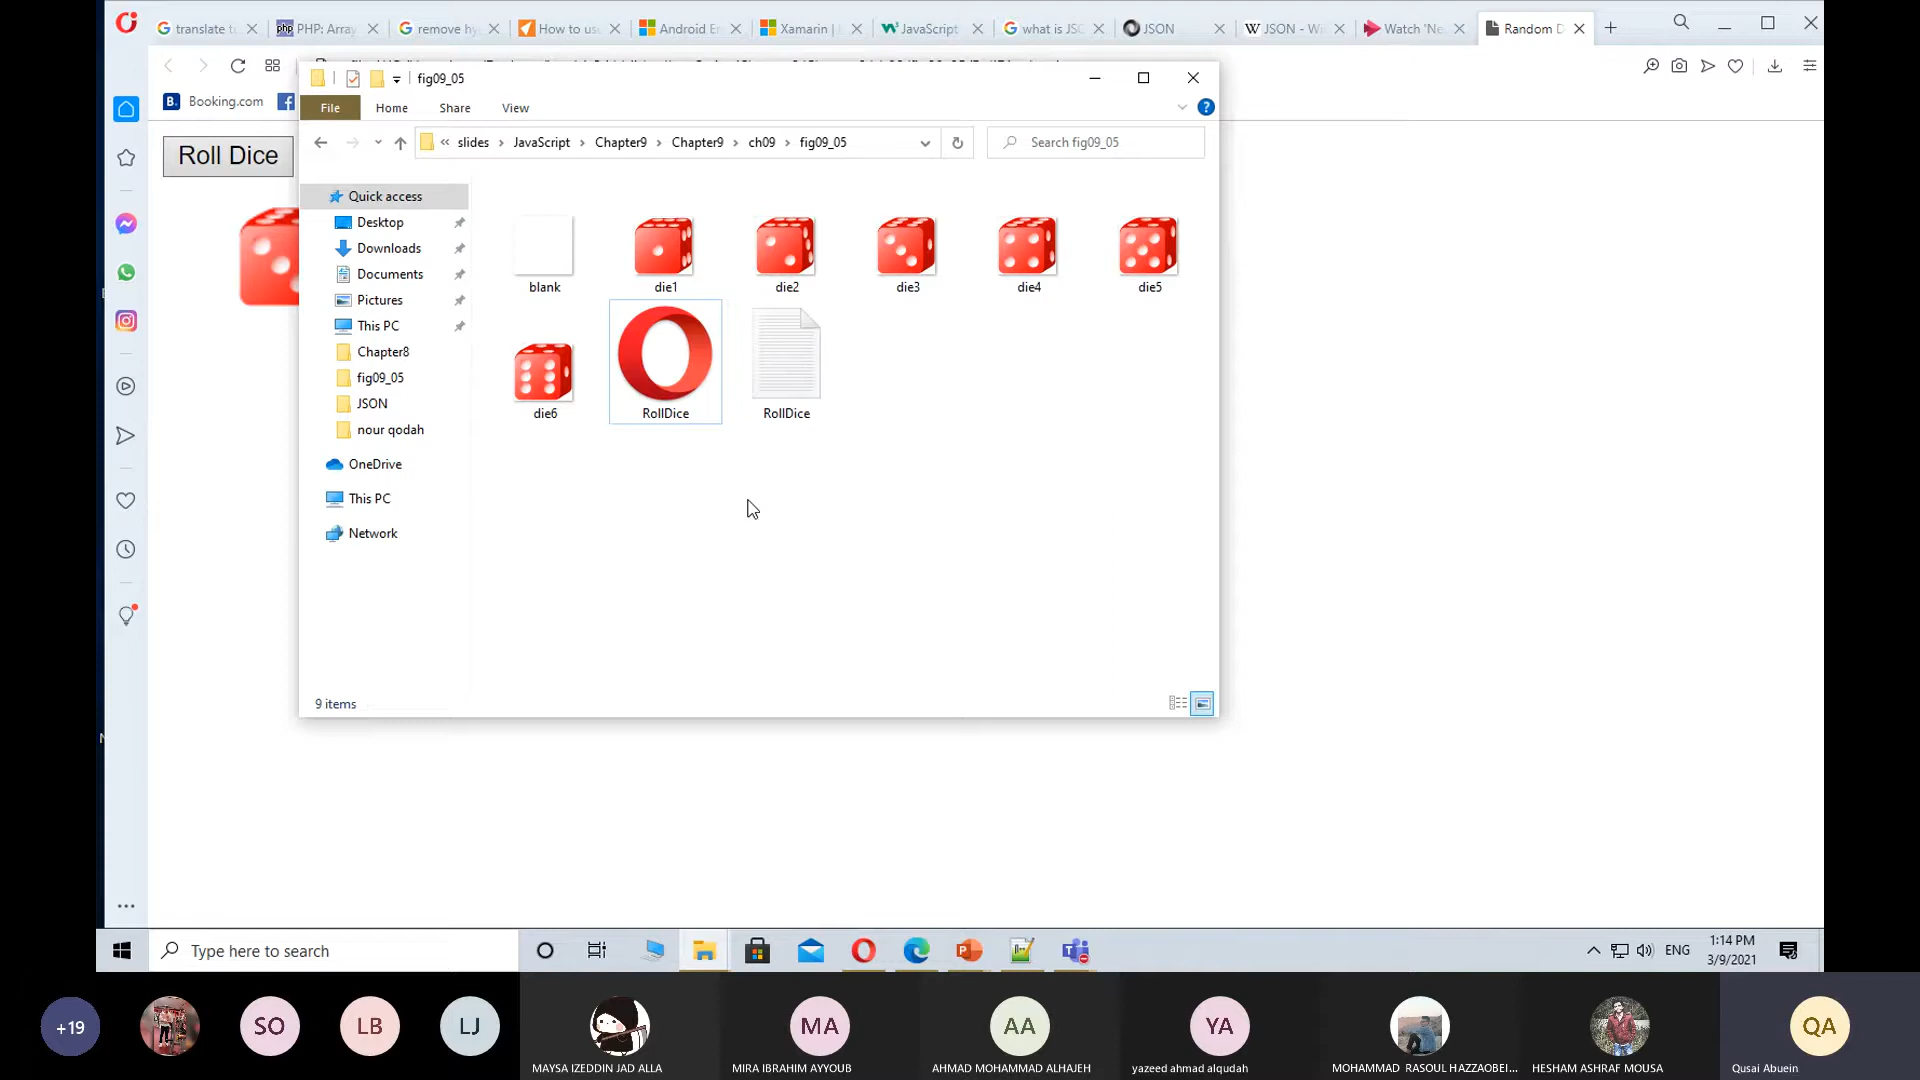 translate t
PHP: Array
remove hy
How to us
Android E
Xamarin |
JavaScript
what is JSC
JSON
JSON - Wi
Watch 'Ne
Random D
fig09_05
File
Home
Share
View
Booking.com
« slides › JavaScript › Chapter9 › Chapter9 › ch09 › fig09_05
Search fig09_05
Roll Dice
Quick access
Desktop
Downloads
Documents
Pictures
This PC
Chapter8
fig09_05
JSON
nour qodah
OneDrive
This PC
Network
blank
die1
die2
die3
die4
die5
die6
RollDice
RollDice
9 items
Type here to search
ENG
1:14 PM
3/9/2021
+19
SO
LB
LJ
MA
AA
YA
QA
MAYSA IZEDDIN JAD ALLA
MIRA IBRAHIM AYYOUB
AHMAD MOHAMMAD ALHAJEH
yazeed ahmad alqudah
MOHAMMAD RASOUL HAZZAOBEI...
HESHAM ASHRAF MOUSA
Qusai Abuein